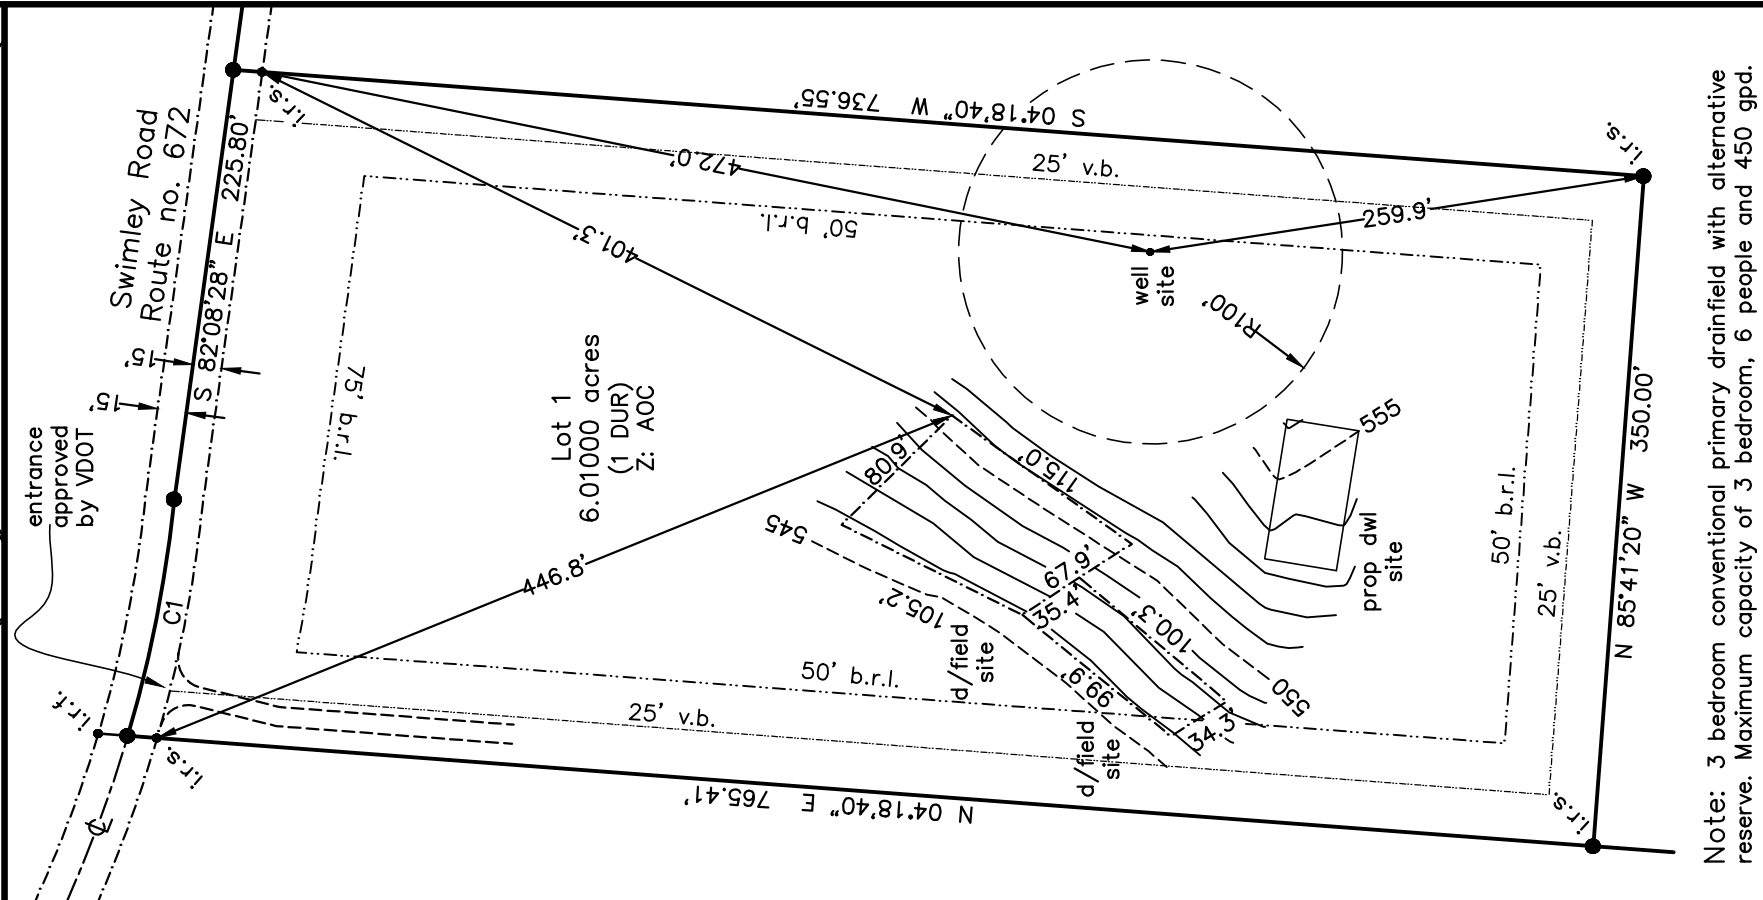 Swimley Road
Route no. 672
S 82°08'28" E 225.80'
15'
15'
entrance
approved
by VDOT
C1
i.r.f.
i.r.s.
i.r.s.
i.r.s.
i.r.s.
S 04°18'40" W 736.55'
25' v.b.
472.0'
50' b.r.l.
401.3'
259.9'
well
site
R100'
75' b.r.l.
Lot 1
6.01000 acres
(1 DUR)
Z: AOC
446.8'
80.9'
115.0'
545
105.2'
67.9'
35.4'
100.3'
99.9'
34.3'
550
555
prop dwl
site
d/field
site
d/field
site
50' b.r.l.
25' v.b.
50' b.r.l.
25' v.b.
N 85°41'20" W 350.00'
N 04°18'40" E 765.41'
Note: 3 bedroom conventional primary drainfield with alternative
reserve. Maximum capacity of 3 bedroom, 6 people and 450 gpd.